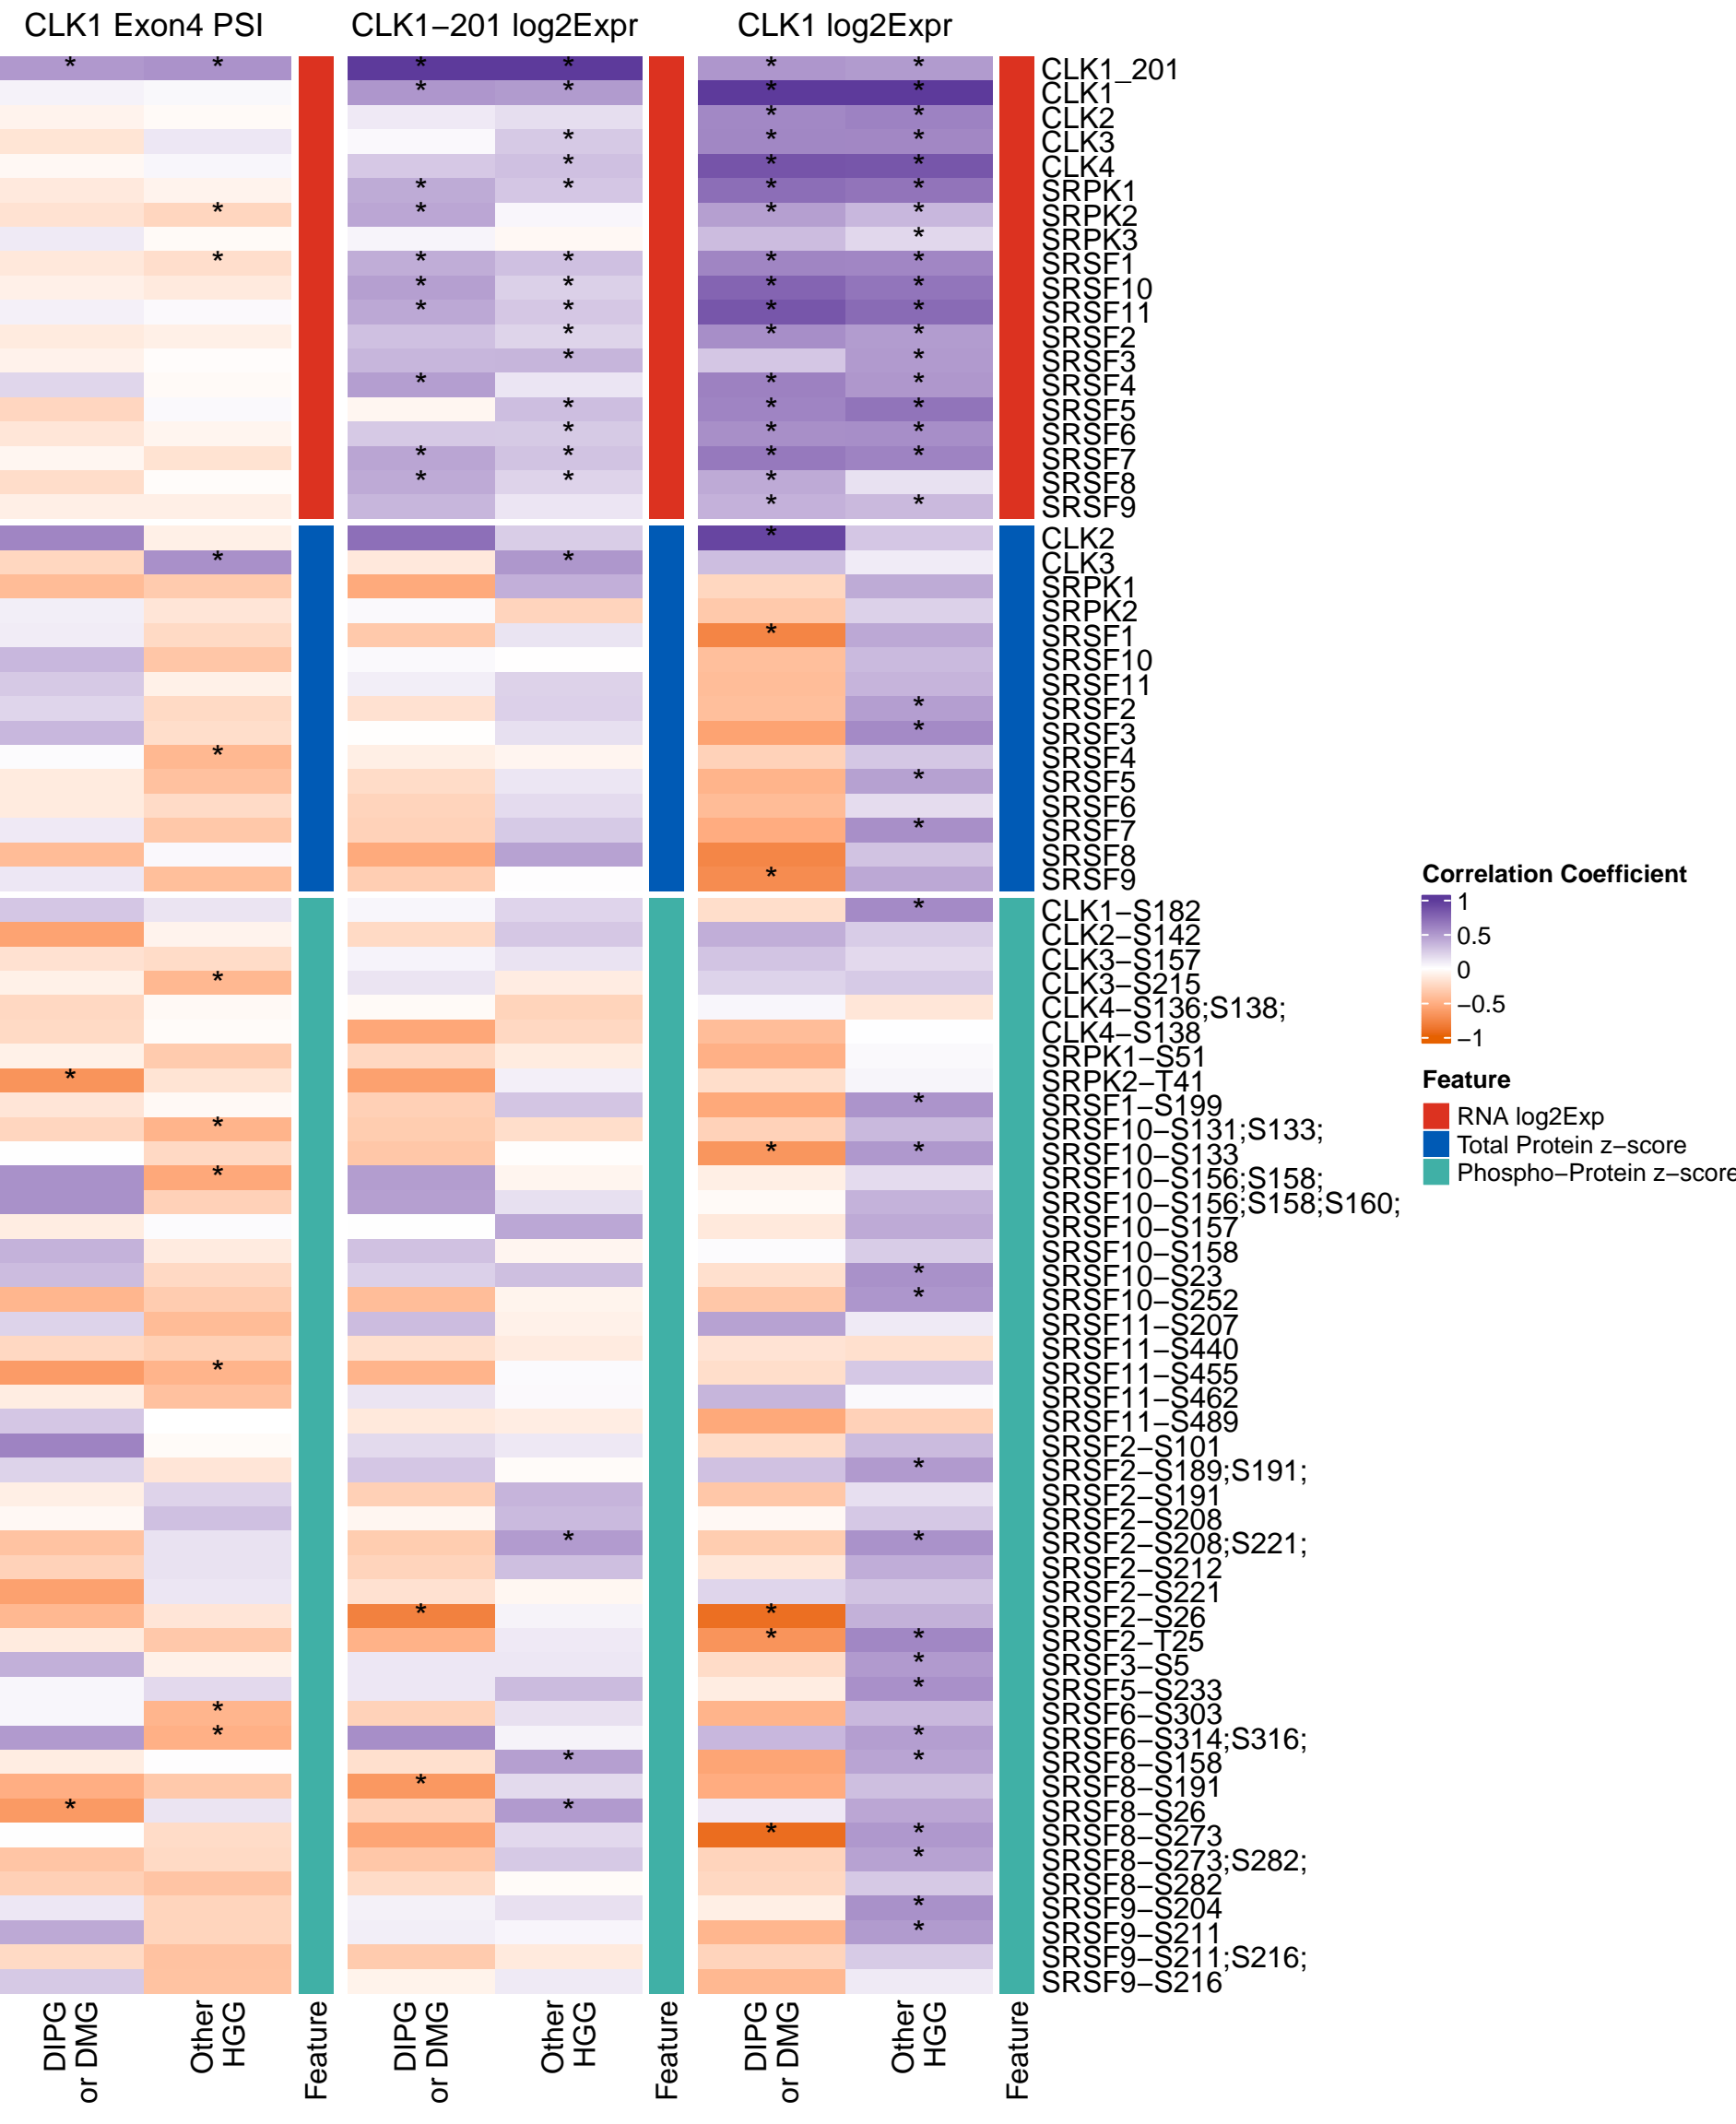 CLK1 Exon4 PSI
CLK1−201 log2Expr
CLK1 log2Expr
CLK1_201
CLK1
CLK2
CLK3
CLK4
SRPK1
SRPK2
SRPK3
SRSF1
SRSF10
SRSF11
SRSF2
SRSF3
SRSF4
SRSF5
SRSF6
SRSF7
SRSF8
SRSF9
CLK2
CLK3
SRPK1
SRPK2
SRSF1
SRSF10
SRSF11
SRSF2
SRSF3
SRSF4
SRSF5
SRSF6
SRSF7
SRSF8
SRSF9
CLK1−S182
CLK2−S142
CLK3−S157
CLK3−S215
CLK4−S136;S138;
CLK4−S138
SRPK1−S51
SRPK2−T41
SRSF1−S199
SRSF10−S131;S133;
SRSF10−S133
SRSF10−S156;S158;
SRSF10−S156;S158;S160;
SRSF10−S157
SRSF10−S158
SRSF10−S23
SRSF10−S252
SRSF11−S207
SRSF11−S440
SRSF11−S455
SRSF11−S462
SRSF11−S489
SRSF2−S101
SRSF2−S189;S191;
SRSF2−S191
SRSF2−S208
SRSF2−S208;S221;
SRSF2−S212
SRSF2−S221
SRSF2−S26
SRSF2−T25
SRSF3−S5
SRSF5−S233
SRSF6−S303
SRSF6−S314;S316;
SRSF8−S158
SRSF8−S191
SRSF8−S26
SRSF8−S273
SRSF8−S273;S282;
SRSF8−S282
SRSF9−S204
SRSF9−S211
SRSF9−S211;S216;
SRSF9−S216
DIPG
or DMG
Other
HGG
Feature
DIPG
or DMG
Other
HGG
Feature
DIPG
or DMG
Other
HGG
Feature
Correlation Coefficient
1
0.5
0
−0.5
−1
Feature
RNA log2Exp
Total Protein z−score
Phospho−Protein z−score